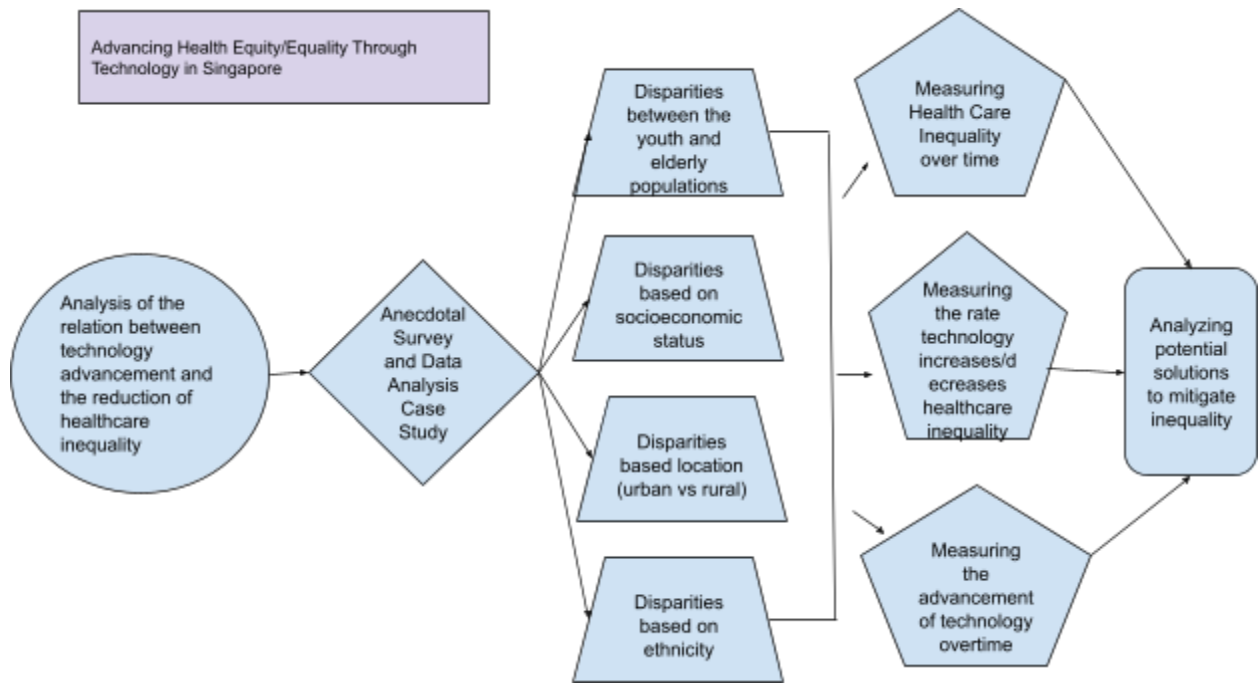 Advancing Health Equity/Equality Through
Technology in Singapore
Analysis of the
relation between
technology
advancement and
the reduction of
healthcare
inequality
Anecdotal
Survey
and Data
Analysis
Case
Study
Disparities
between the
youth and
elderly
populations
Disparities
based on
socioeconomic
status
Disparities
based location
(urban vs rural)
Disparities
based on
ethnicity
Measuring
Health Care
Inequality
over time
Measuring
the rate
technology
increases/d
ecreases
healthcare
inequality
Measuring
the
advancement
of technology
overtime
Analyzing
potential
solutions
to mitigate
inequality